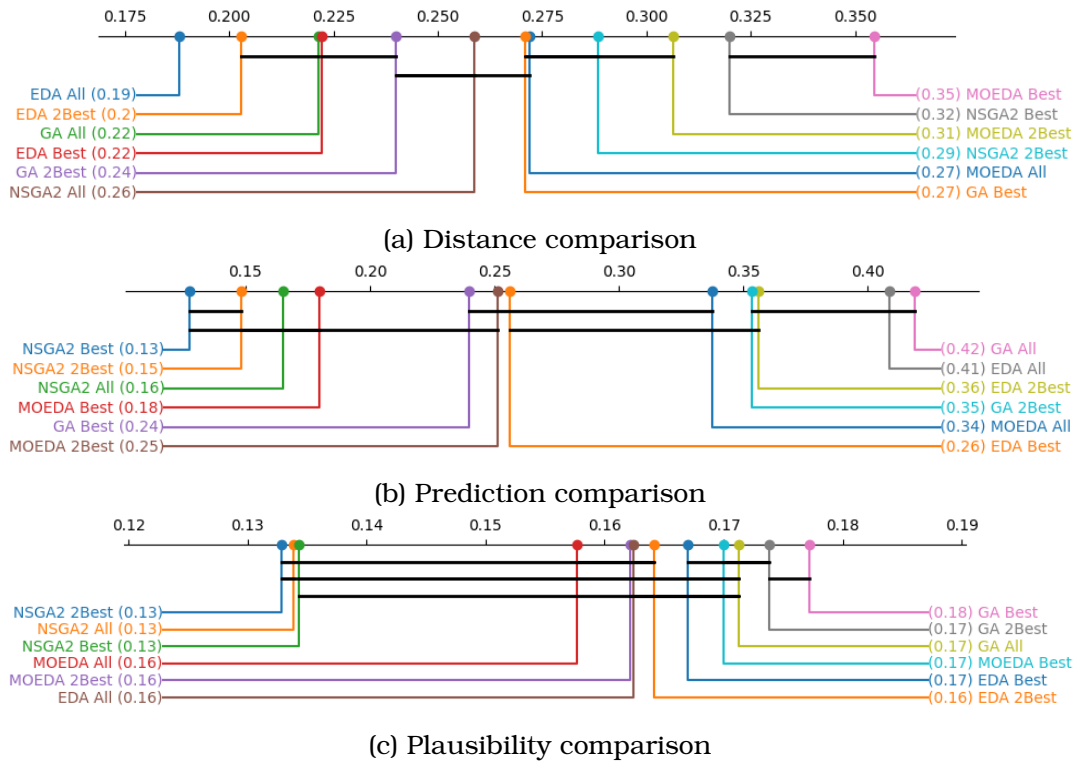 0.175 0.200 0.225 0.250 0.275 0.300 0.325 0.350
EDA All (0.19) (0.35) MOEDA Best
EDA 2Best (0.2) (0.32) NSGA2 Best
GA All (0.22) (0.31) MOEDA 2Best
EDA Best (0.22) (0.29) NSGA2 2Best
GA 2Best (0.24) (0.27) MOEDA All
NSGA2 All (0.26) (0.27) GA Best
(a) Distance comparison
0.15 0.20 0.25 0.30 0.35 0.40
NSGA2 Best (0.13) (0.42) GA All
NSGA2 2Best (0.15) (0.41) EDA All
NSGA2 All (0.16) (0.36) EDA 2Best
MOEDA Best (0.18) (0.35) GA 2Best
GA Best (0.24) (0.34) MOEDA All
MOEDA 2Best (0.25) (0.26) EDA Best
(b) Prediction comparison
0.12 0.13 0.14 0.15 0.16 0.17 0.18 0.19
NSGA2 2Best (0.13) (0.18) GA Best
NSGA2 All (0.13) (0.17) GA 2Best
NSGA2 Best (0.13) (0.17) GA All
MOEDA All (0.16) (0.17) MOEDA Best
MOEDA 2Best (0.16) (0.17) EDA Best
EDA All (0.16) (0.16) EDA 2Best
(c) Plausibility comparison